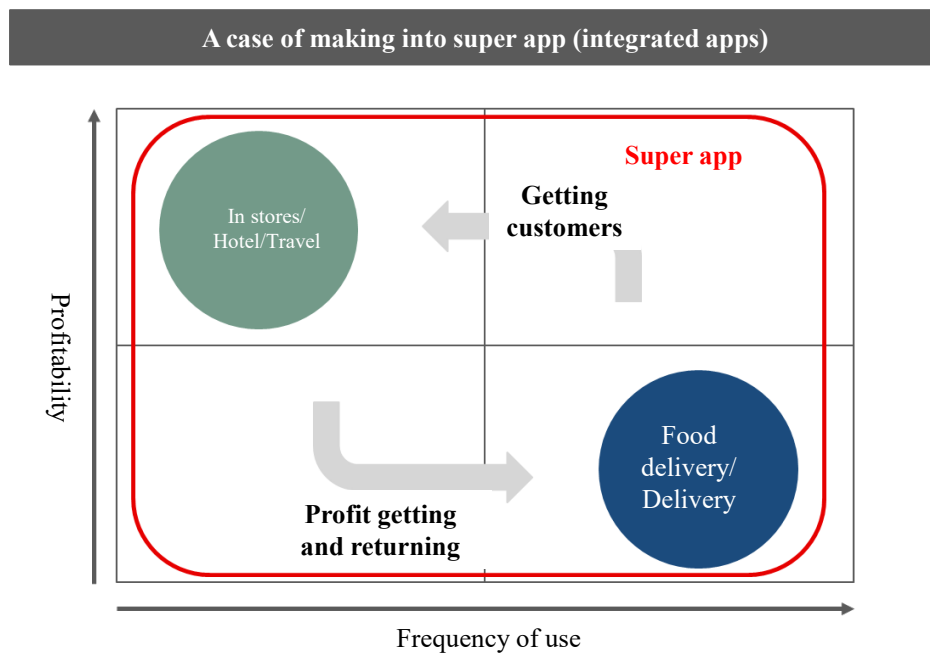 A case of making into super app (integrated apps)
Super app
Getting
customers
In stores/
Hotel/Travel
Profitability
Food
delivery/
Delivery
Profit getting
and returning
Frequency of use